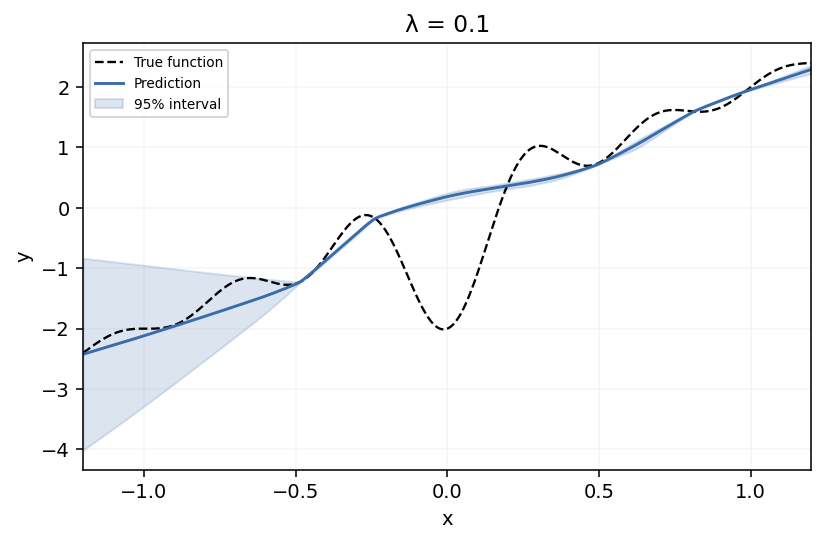 λ = 0.1
True function
Prediction
95% interval
y
2
1
0
−1
−2
−3
−4
−1.0 −0.5 0.0 0.5 1.0
x